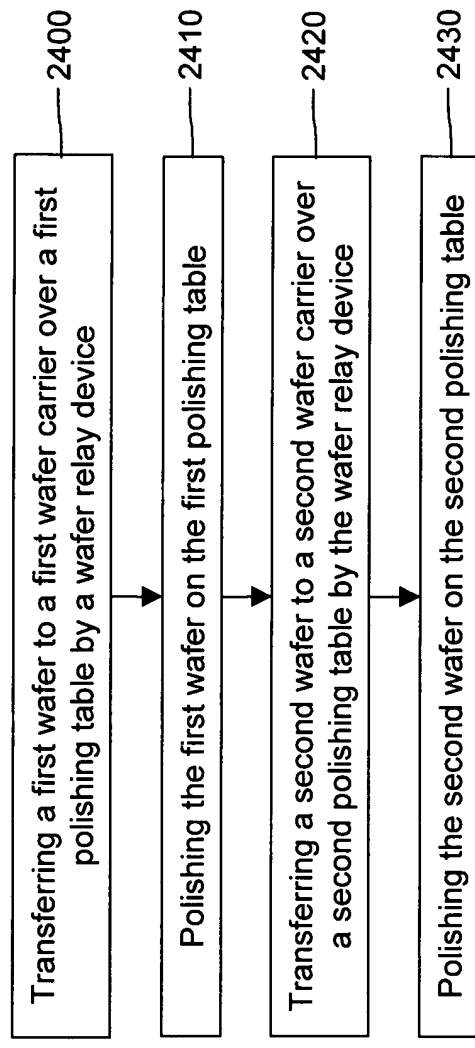 Transferring a first wafer to a first wafer carrier over a first
polishing table by a wafer relay device
2400
Polishing the first wafer on the first polishing table
2410
Transferring a second wafer to a second wafer carrier over
a second polishing table by the wafer relay device
2420
Polishing the second wafer on the second polishing table
2430